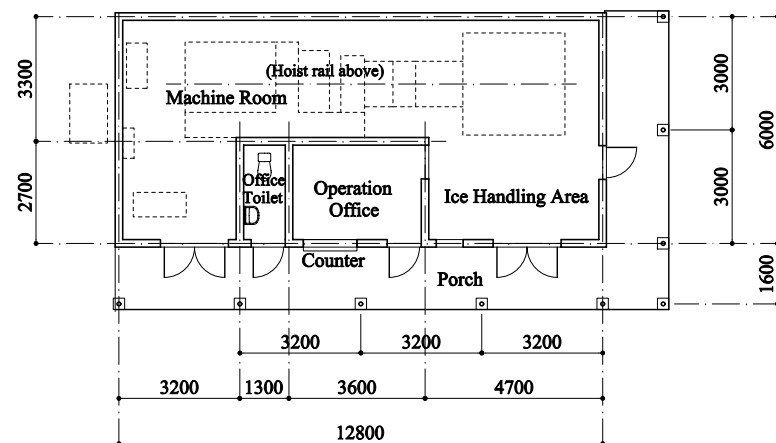 (Hoist rail above)
Machine Room
Office
Toilet
Operation
Office
Ice Handling Area
Counter
Porch
3300
2700
3000
3000
6000
1600
3200
3200
3200
3200
1300
3600
4700
12800